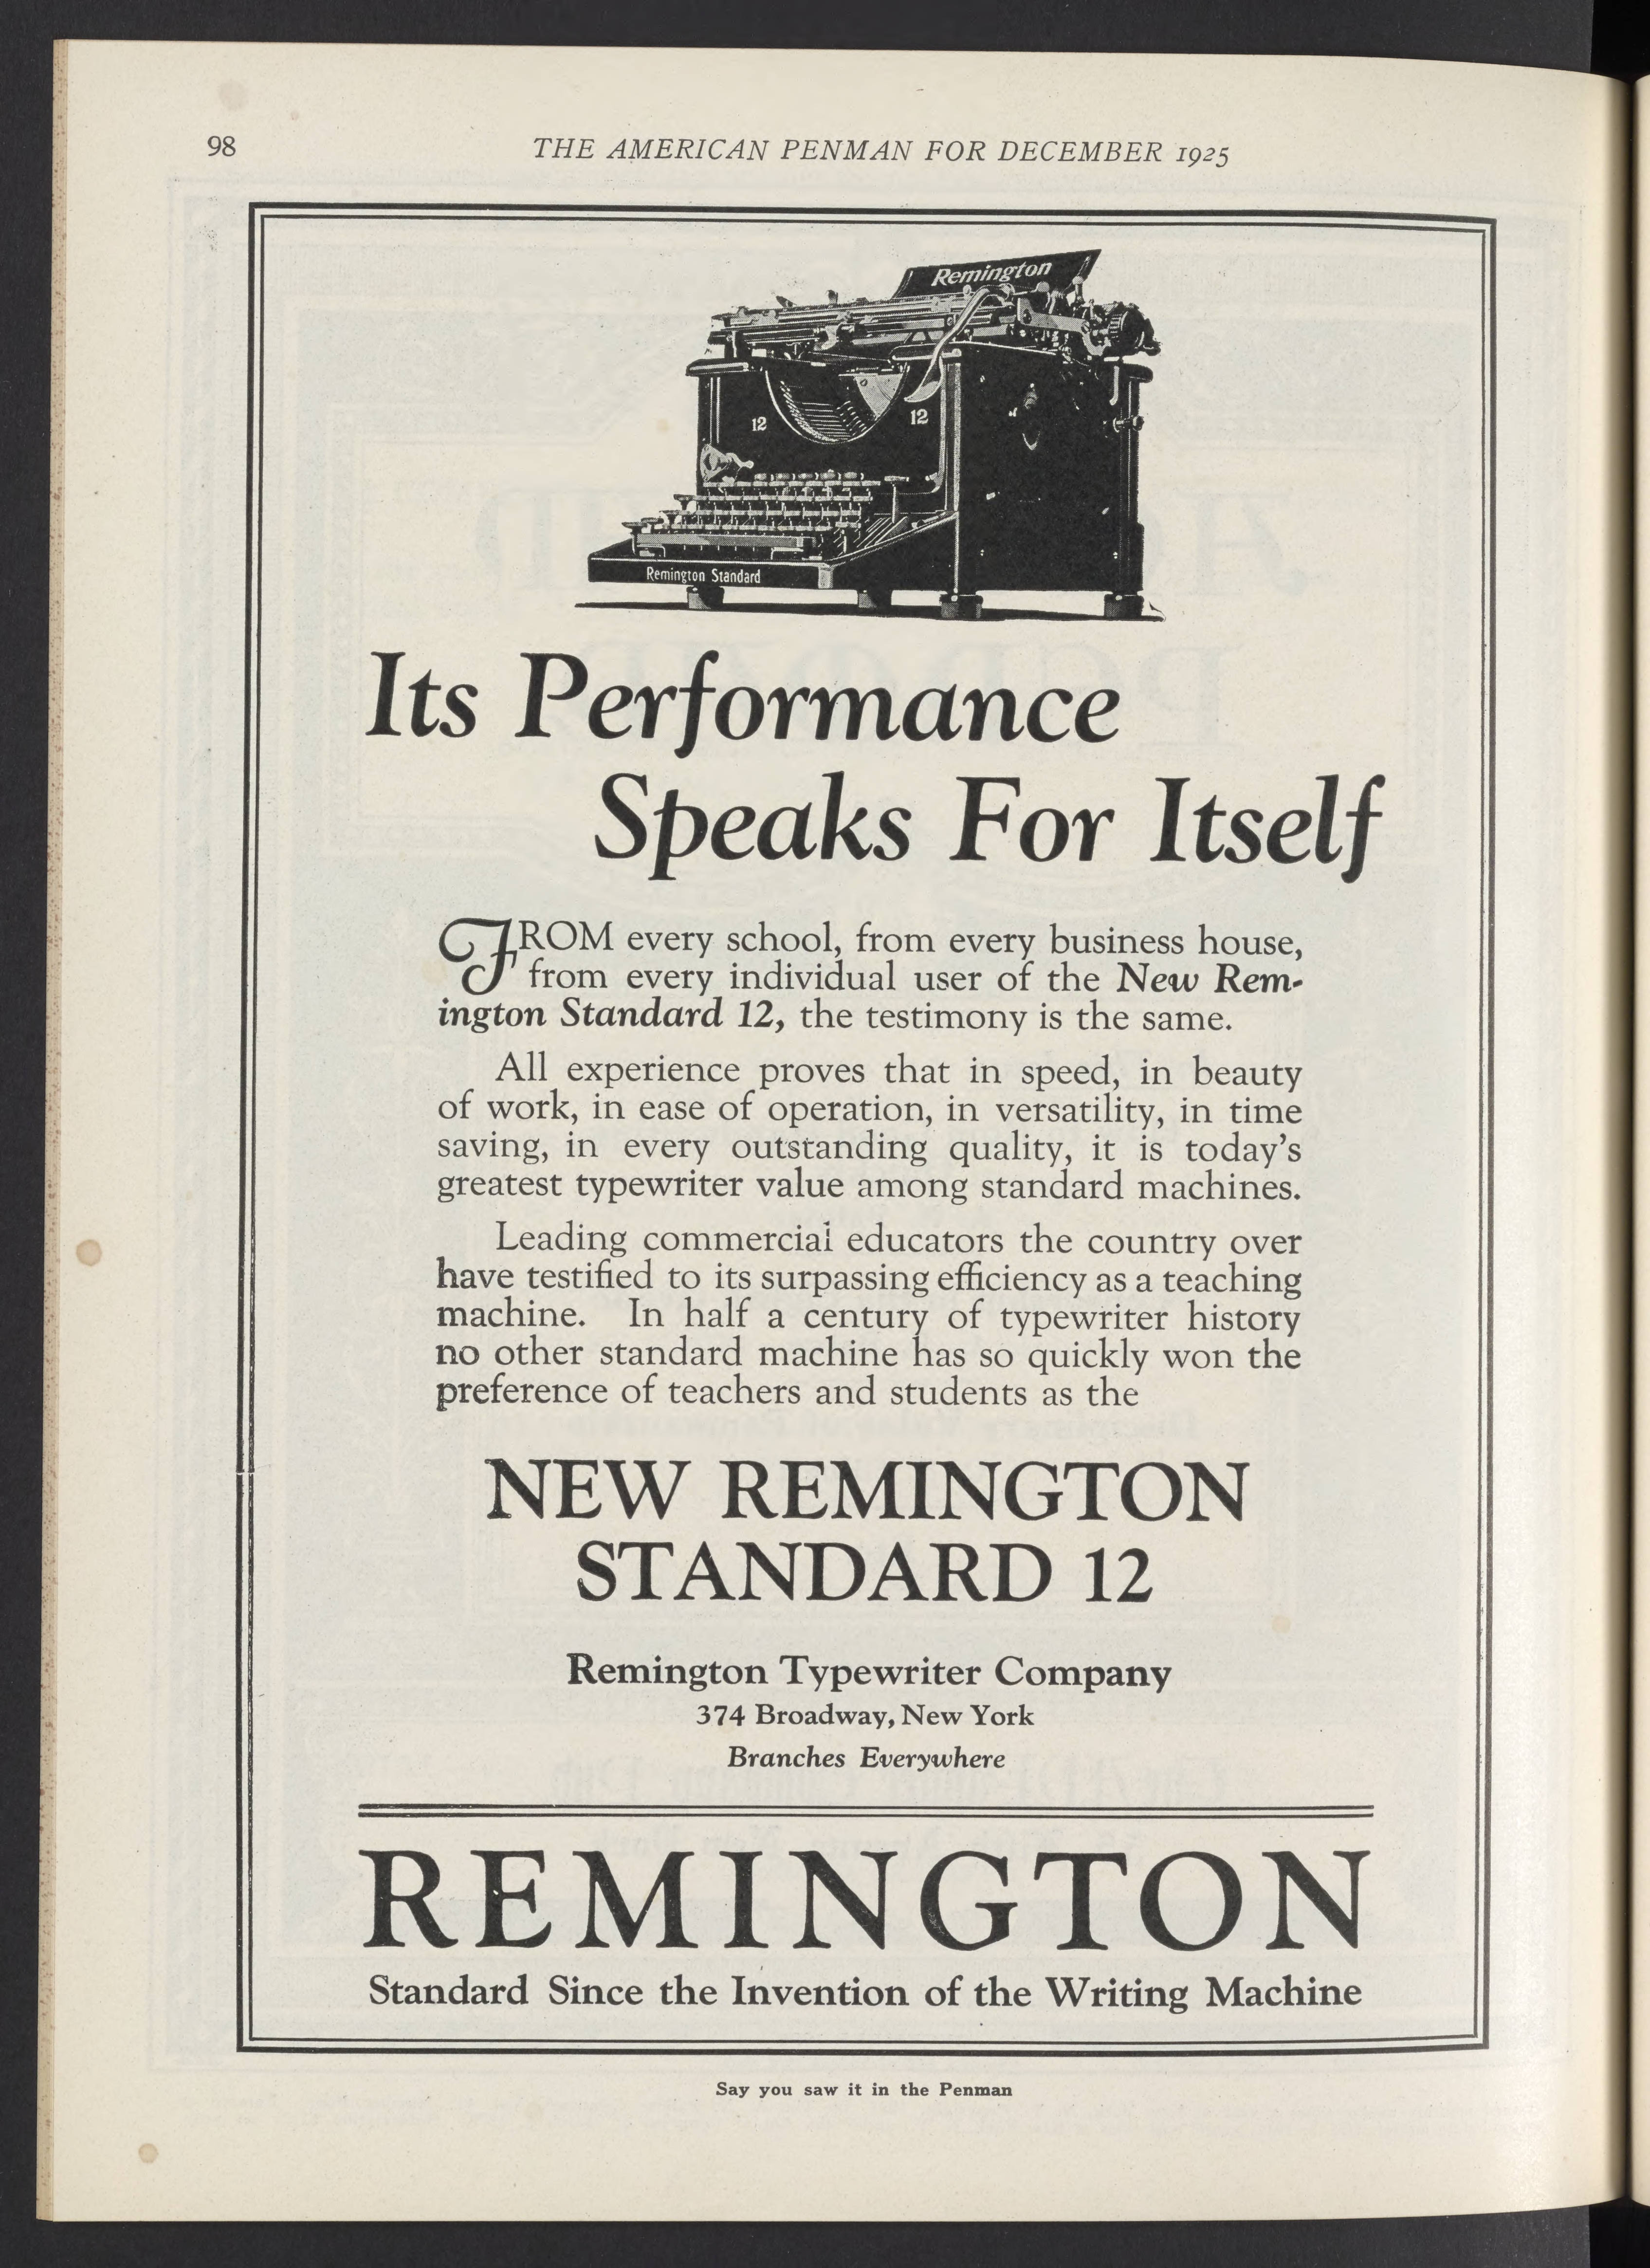 98
THE AMERICAN PENMAN FOR DECEMBER 1925
Remington
12
12
Remington Standard
Its Performance
Speaks For Itself
FROM every school, from every business house,
from every individual user of the New Rem-
ington Standard 12, the testimony is the same.
All experience proves that in speed, in beauty
of work, in ease of operation, in versatility, in time
saving, in every outstanding quality, it is today's
greatest typewriter value among standard machines.
Leading commercial educators the country over
have testified to its surpassing efficiency as a teaching
machine. In half a century of typewriter history
no other standard machine has so quickly won the
preference of teachers and students as the
NEW REMINGTON
STANDARD 12
Remington Typewriter Company
374 Broadway, New York
Branches Everywhere
REMINGTON
Standard Since the Invention of the Writing Machine
Say you saw it in the Penman